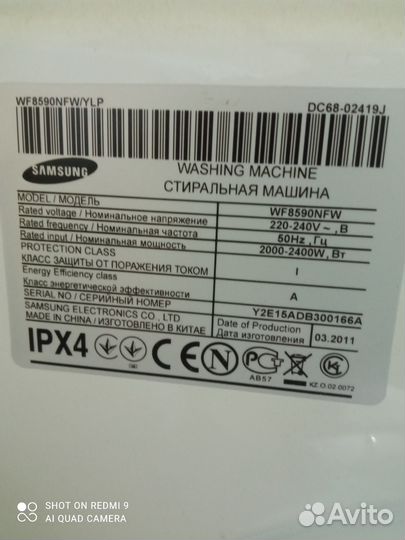 WF8590NFW/YLP DC68-02419J
SAMSUNG
WASHING MACHINE
СТИРАЛЬНАЯ МАШИНА
MODEL / МОДЕЛЬ WF8590NFW
Rated voltage / Номинальное напряжение 220-240V ~ , В
Rated frequency / Номинальная частота 50Hz , Гц
Rated input / Номинальная мощность 2000-2400W, Вт
PROTECTION CLASS
КЛАСС ЗАЩИТЫ ОТ ПОРАЖЕНИЯ ТОКОМ I
Energy Efficiency class
Класс энергетической эффективности A
SERIAL NO / СЕРИЙНЫЙ НОМЕР Y2E15ADB300166A
SAMSUNG ELECTRONICS CO ., LTD
MADE IN CHINA / ИЗГОТОВЛЕНО В КИТАЕ
Date of Production
Дата изготовления 03.2011
IPX4 CE N
АВ57
KZ.O.02.0072
SHOT ON REDMI 9
AI QUAD CAMERA
Avito